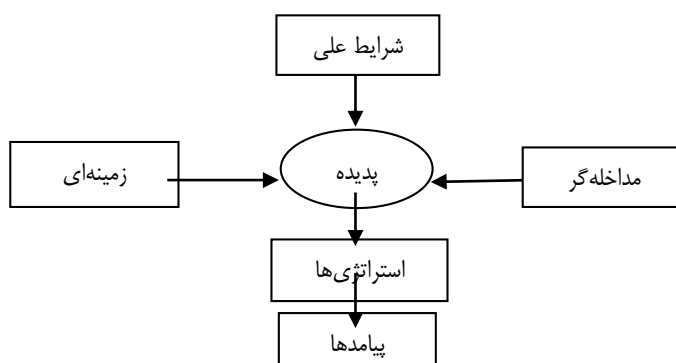 شرایط علی
زمینه‌ای
پدیده
مداخله‌گر
استراتژی‌ها
پیامدها